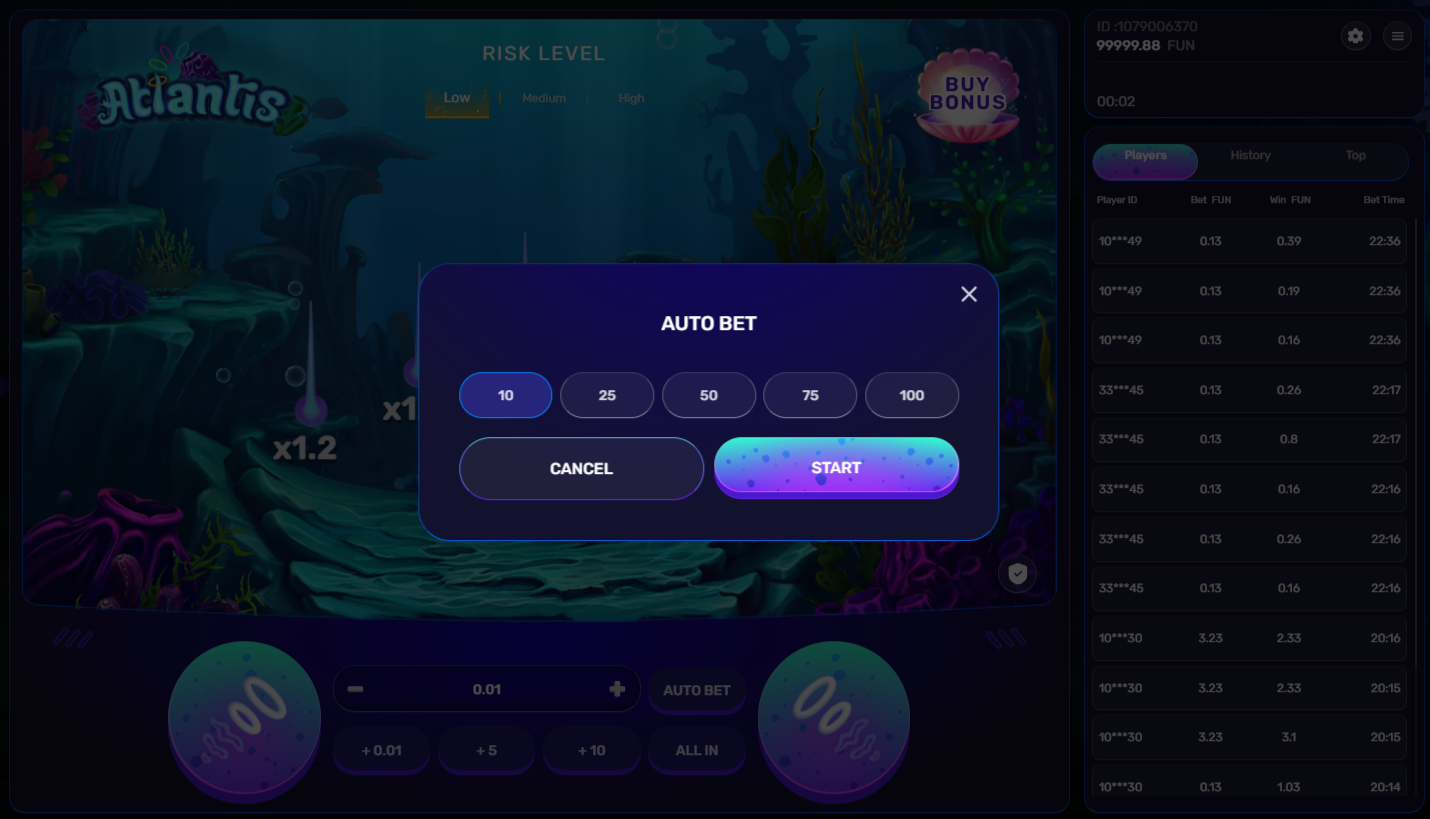 Atlantis
RISK LEVEL
Low Medium High
BUY
BONUS
x1.2
x1
AUTO BET
10 25 50 75 100
CANCEL START
0.01 AUTO BET
+ 0.01 + 5 + 10 ALL IN
ID :1079006370
99999.88 FUN
00:02
Players History Top
Player ID Bet FUN Win FUN Bet Time
10***49 0.13 0.39 22:36
10***49 0.13 0.19 22:36
10***49 0.13 0.16 22:36
33***45 0.13 0.26 22:17
33***45 0.13 0.8 22:17
33***45 0.13 0.16 22:16
33***45 0.13 0.26 22:16
33***45 0.13 0.16 22:16
10***30 3.23 2.33 20:16
10***30 3.23 2.33 20:15
10***30 3.23 3.1 20:15
10***30 0.13 1.03 20:14